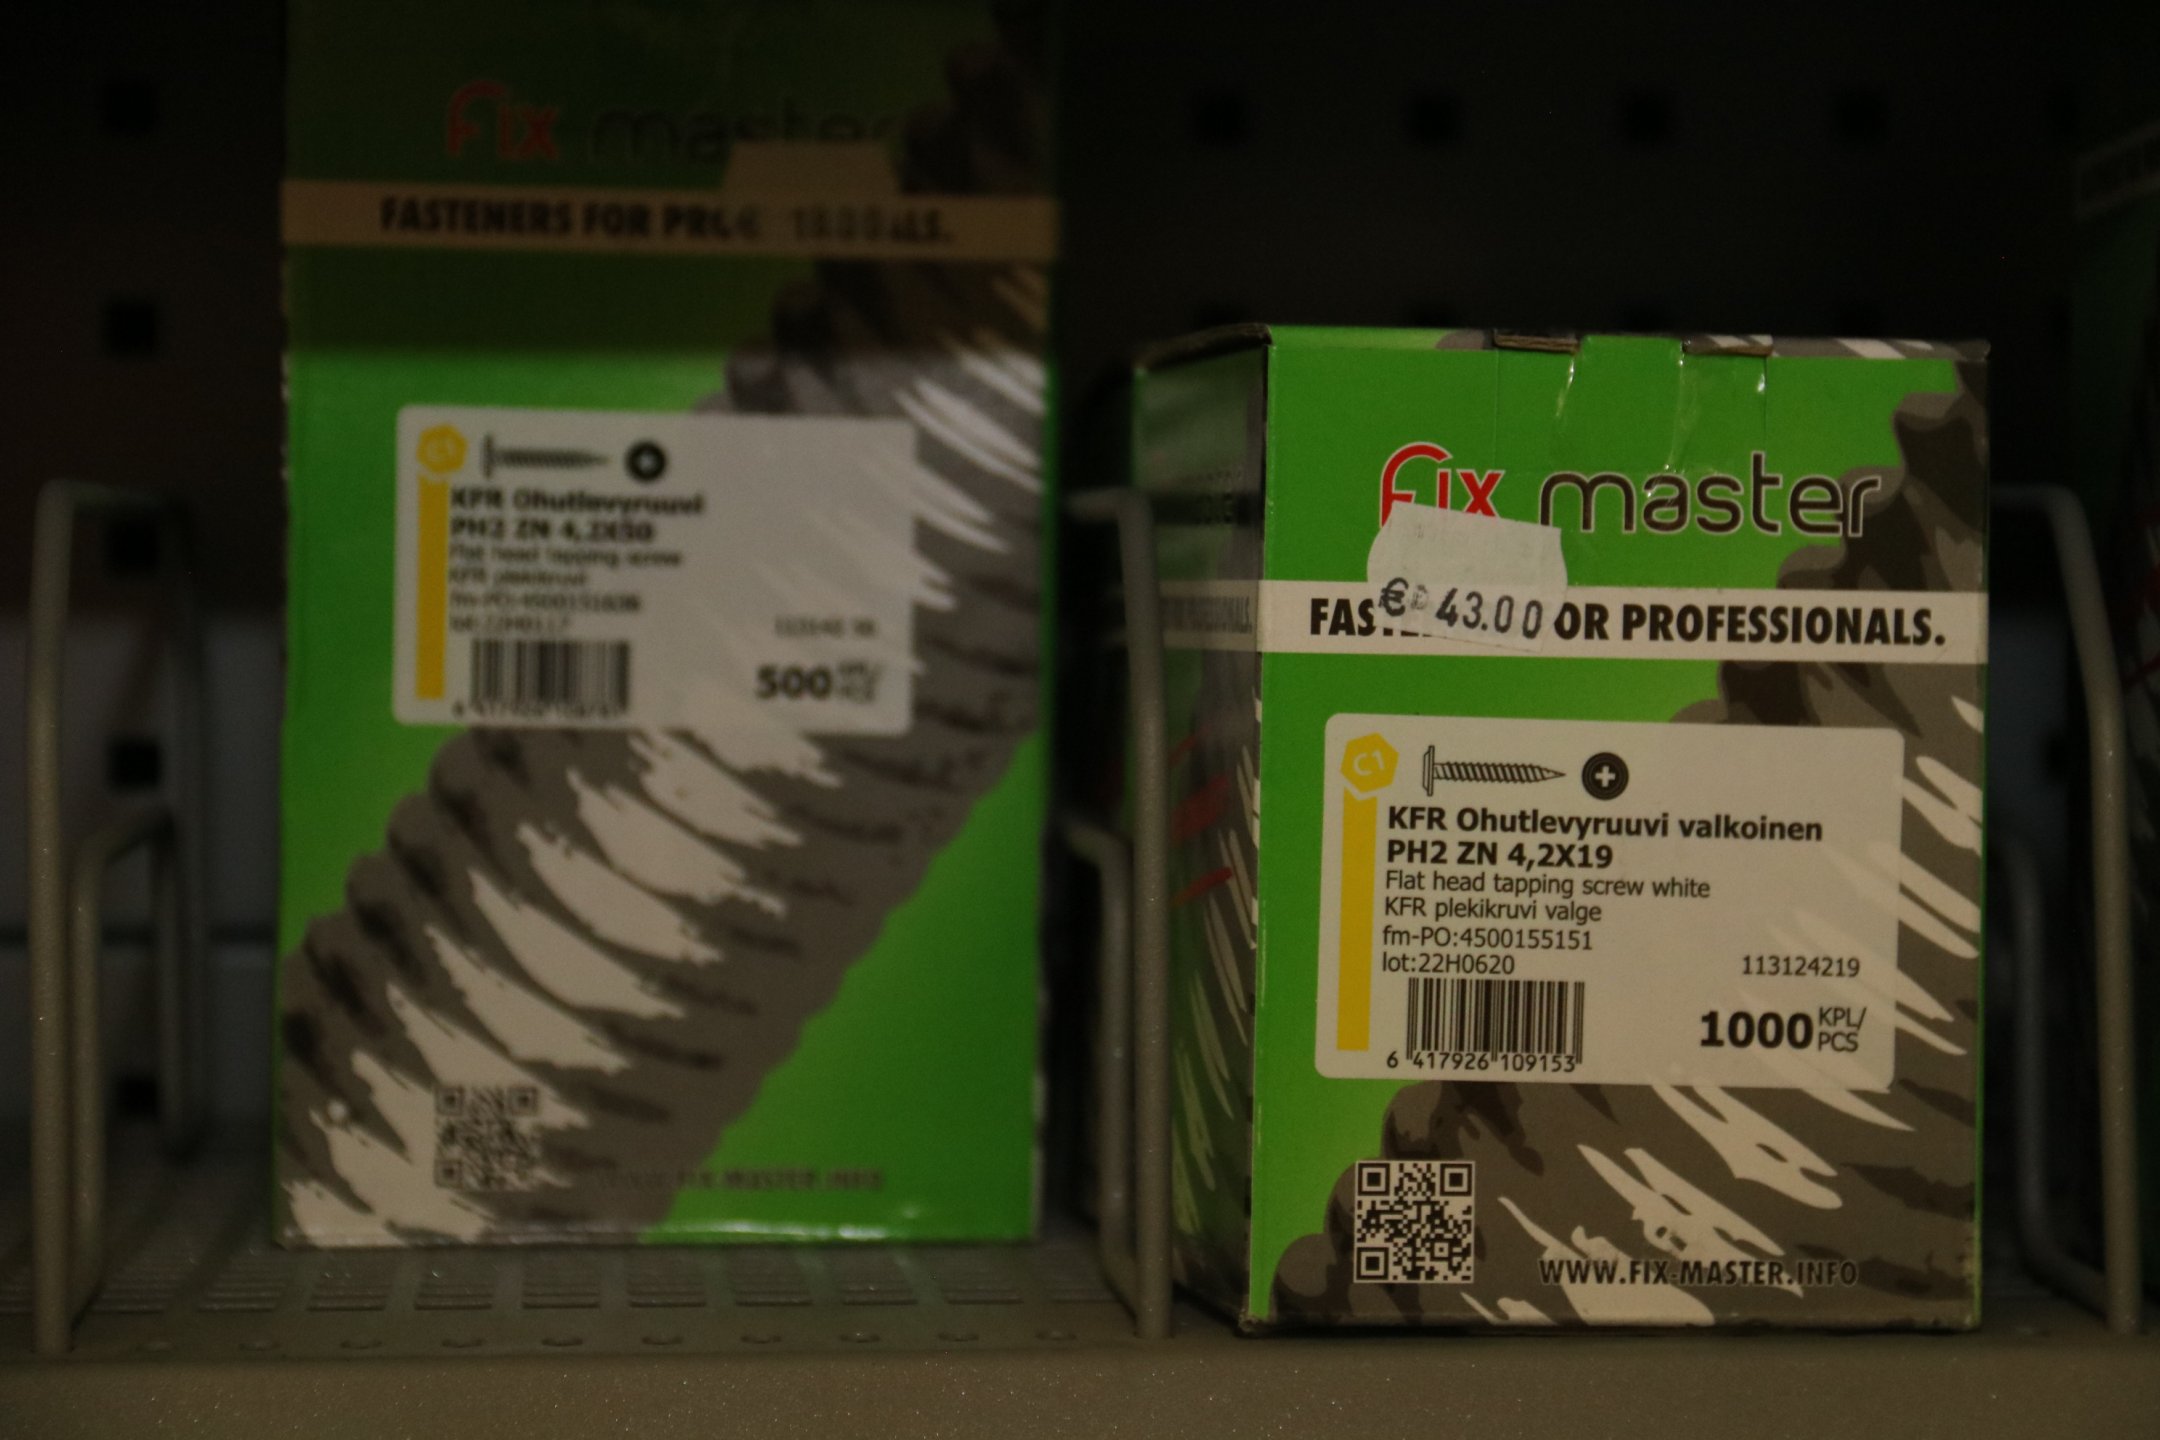 Fix master
FASTENERS FOR
KFR Ohutlevyruuvi
PH2 ZN 4,2X50
Flat head tapping screw
KFR plekikruvi
500
Fix master
€ 43.00
OR PROFESSIONALS.
C1
KFR Ohutlevyruuvi valkoinen
PH2 ZN 4,2X19
Flat head tapping screw white
KFR plekikruvi valge
fm-PO:4500155151
lot:22H0620
113124219
1000 KPL/
PCS
6 417926 109153
WWW.FIX-MASTER.INFO